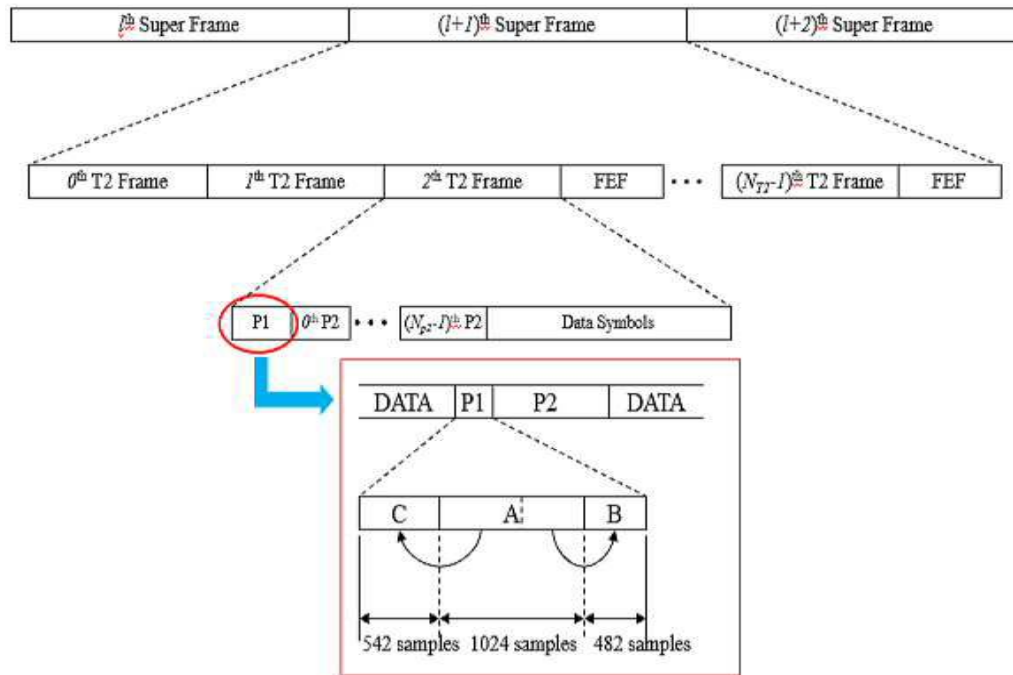 lth Super Frame (l+1)th Super Frame (l+2)th Super Frame
0th T2 Frame 1th T2 Frame 2th T2 Frame FEF ••• (NT2-1)th T2 Frame FEF
P1 0th P2 ••• (Np2-1)th P2 Data Symbols
DATA P1 P2 DATA
C A B
542 samples 1024 samples 482 samples